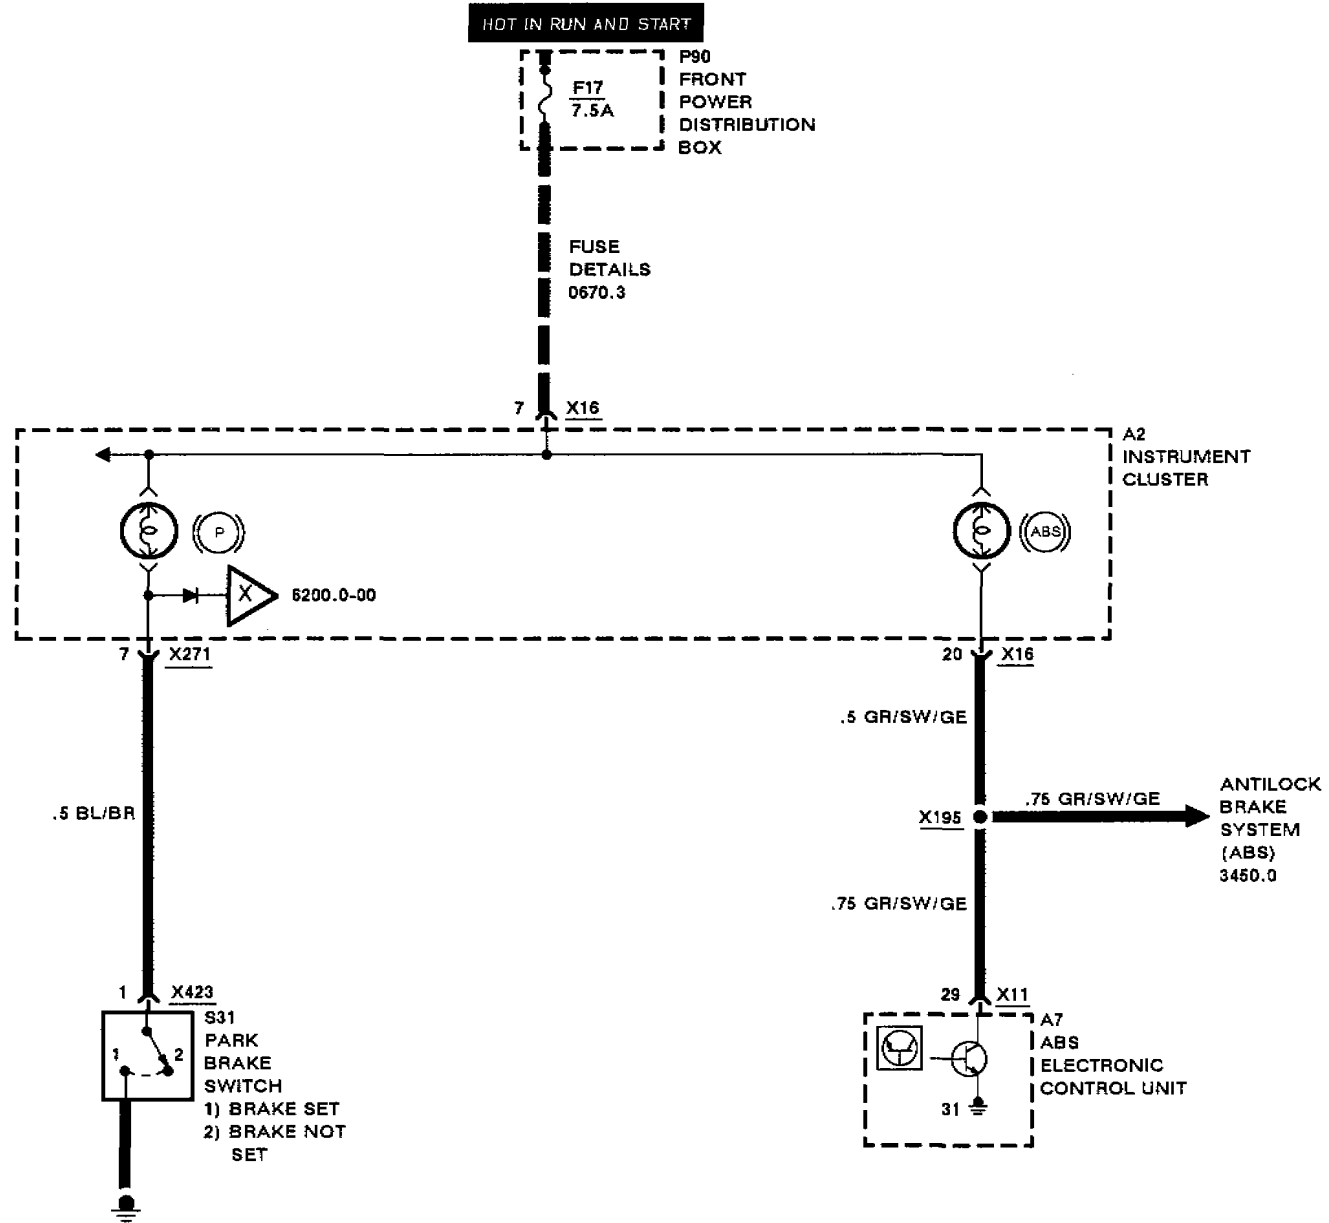 HOT IN RUN AND START
P90
FRONT
POWER
DISTRIBUTION
BOX
F17
7.5A
FUSE
DETAILS
0670.3
7 X16
A2
INSTRUMENT
CLUSTER
P
ABS
X
6200.0-00
7 X271
20 X16
.5 GR/SW/GE
.5 BL/BR
X195
.75 GR/SW/GE
ANTILOCK
BRAKE
SYSTEM
(ABS)
3450.0
.75 GR/SW/GE
1 X423
S31
PARK
BRAKE
SWITCH
1) BRAKE SET
2) BRAKE NOT
SET
1 2
29 X11
A7
ABS
ELECTRONIC
CONTROL UNIT
31